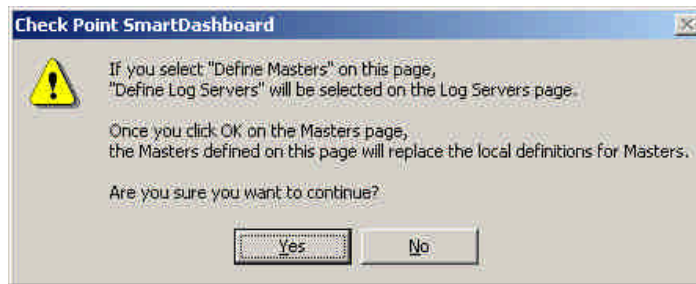 Check Point SmartDashboard
If you select "Define Masters" on this page,
"Define Log Servers" will be selected on the Log Servers page.
Once you click OK on the Masters page,
the Masters defined on this page will replace the local definitions for Masters.
Are you sure you want to continue?
Yes No